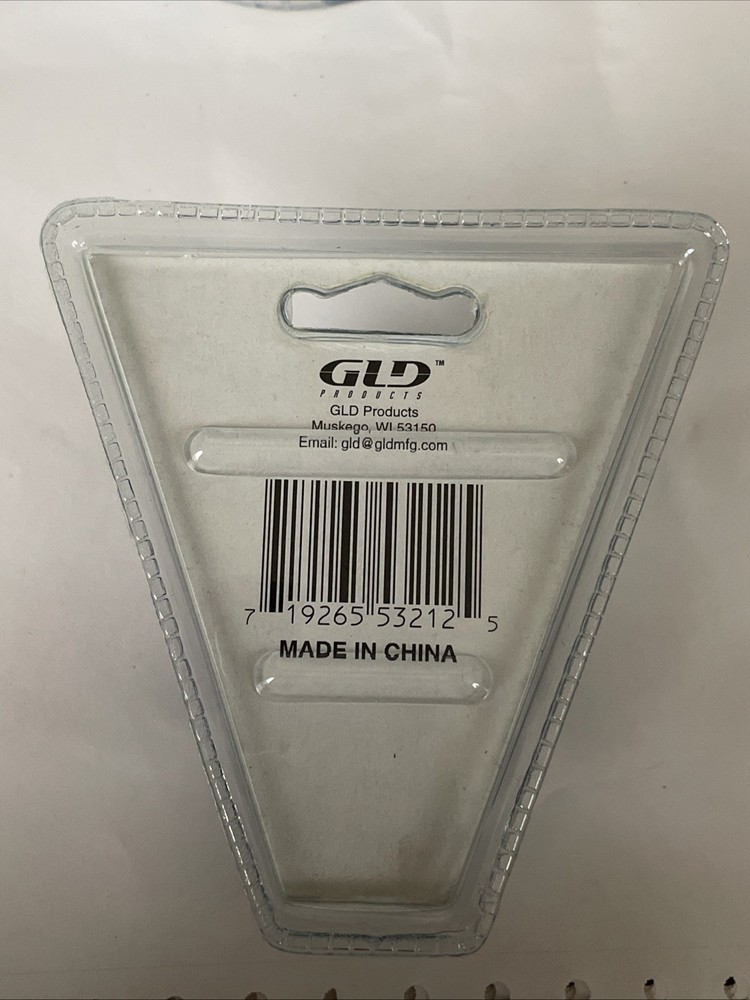 GLD™
PRODUCTS
GLD Products
Muskego, WI 53150
Email: gld@gldmfg.com
7 19265 53212 5
MADE IN CHINA